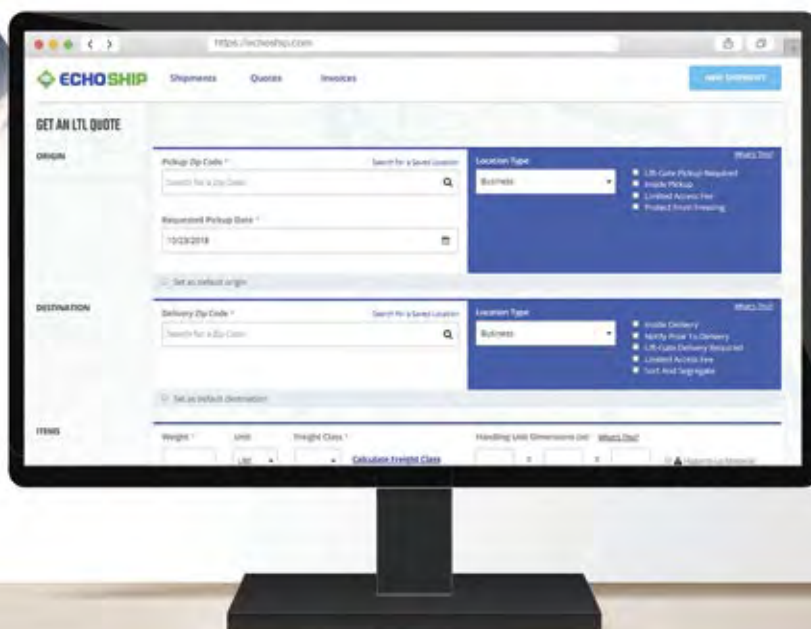 https://echoship.com
ECHOSHIP
Shipments Quotes Invoices
NEW SHIPMENT
GET AN LTL QUOTE
ORIGIN
Pickup Zip Code *
Search for a Saved Location
Search for a Zip Code
Requested Pickup Date *
10/23/2018
Set as default origin
Location Type
What's This?
Business
Lift-Gate Pickup Required
Inside Pickup
Limited Access Fee
Protect From Freezing
DESTINATION
Delivery Zip Code *
Search for a Saved Location
Search for a Zip Code
Set as default destination
Location Type
What's This?
Business
Inside Delivery
Notify Prior To Delivery
Lift-Gate Delivery Required
Limited Access Fee
Sort And Segregate
ITEMS
Weight * Unit Freight Class * Handling Unit Dimensions (in) What's This?
LBS Calculate Freight Class x x Hazardous Material